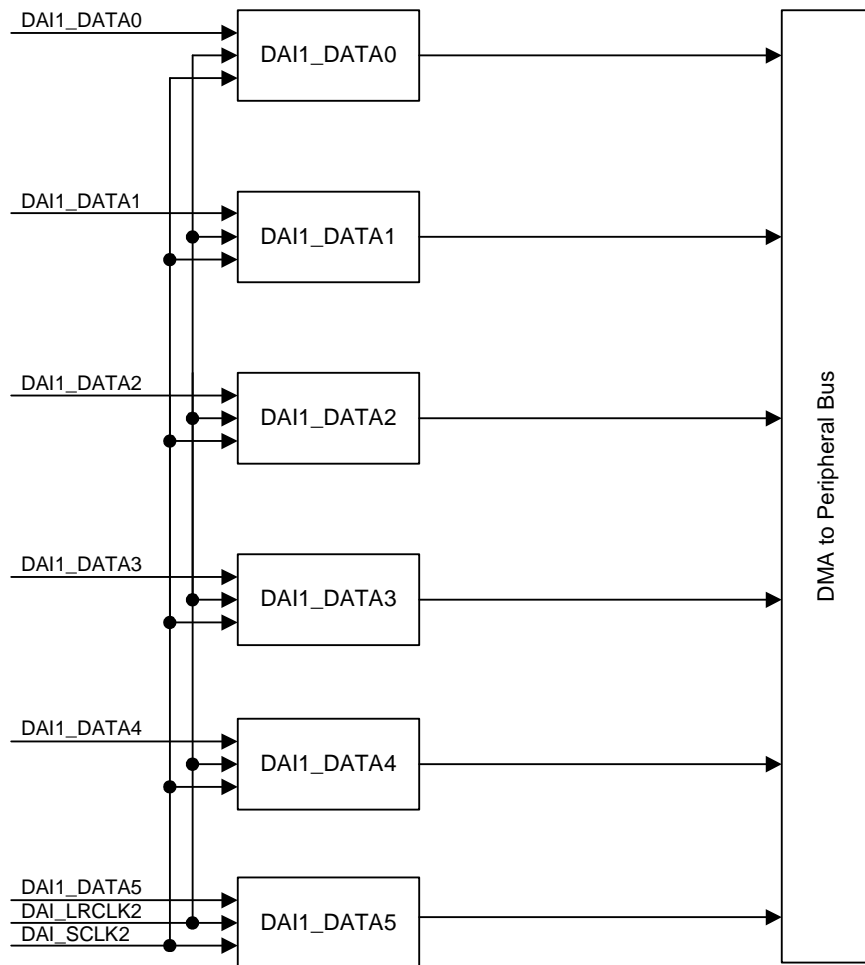 DAI1_DATA0
DAI1_DATA0
DAI1_DATA1
DAI1_DATA1
DAI1_DATA2
DAI1_DATA2
DMA to Peripheral Bus
DAI1_DATA3
DAI1_DATA3
DAI1_DATA4
DAI1_DATA4
DAI1_DATA5
DAI_LRCLK2
DAI_SCLK2
DAI1_DATA5